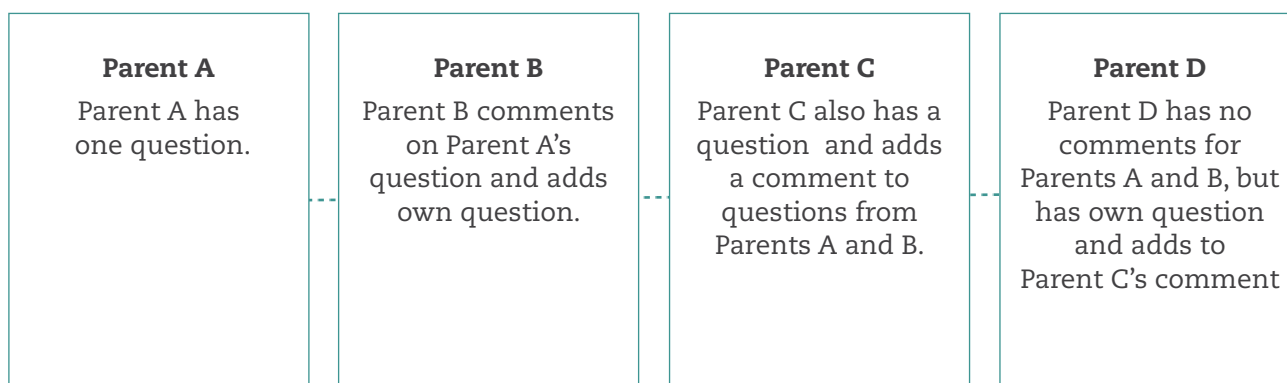 Parent A
Parent A has
one question.
Parent B
Parent B comments
on Parent A’s
question and adds
own question.
Parent C
Parent C also has a
question  and adds
a comment to
questions from
Parents A and B.
Parent D
Parent D has no
comments for
Parents A and B, but
has own question
and adds to
Parent C’s comment